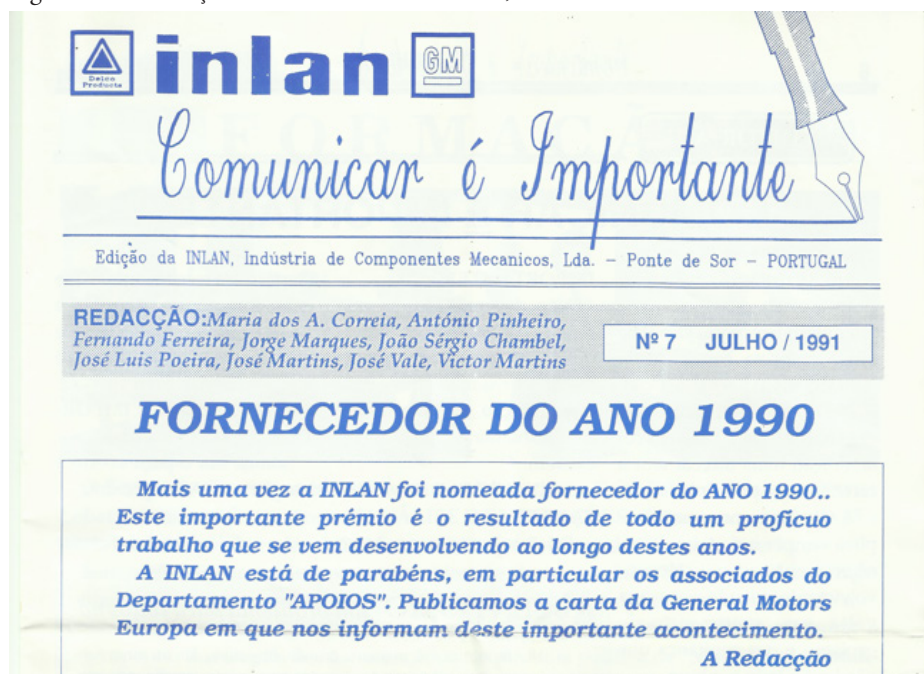 Delco
Products
inlan
GM
Comunicar é Importante
Edição da INLAN, Indústria de Componentes Mecanicos, Lda. – Ponte de Sor – PORTUGAL
REDACÇÃO:Maria dos A. Correia, António Pinheiro,
Fernando Ferreira, Jorge Marques, João Sérgio Chambel,
José Luis Poeira, José Martins, José Vale, Victor Martins
Nº 7 JULHO / 1991
FORNECEDOR DO ANO 1990
Mais uma vez a INLAN foi nomeada fornecedor do ANO 1990..
Este importante prémio é o resultado de todo um profícuo
trabalho que se vem desenvolvendo ao longo destes anos.
A INLAN está de parabéns, em particular os associados do
Departamento "APOIOS". Publicamos a carta da General Motors
Europa em que nos informam deste importante acontecimento.
A Redacção